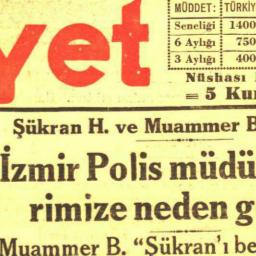 yet
MÜDDET: TÜRKİY
Seneliği 1400
6 Aylığı 750
3 Aylığı 400
Nüshası
5 Kur
Şükran H. ve Muammer B
İzmir Polis müdü
rimize neden g
Muammer B. "Şükran'ı be